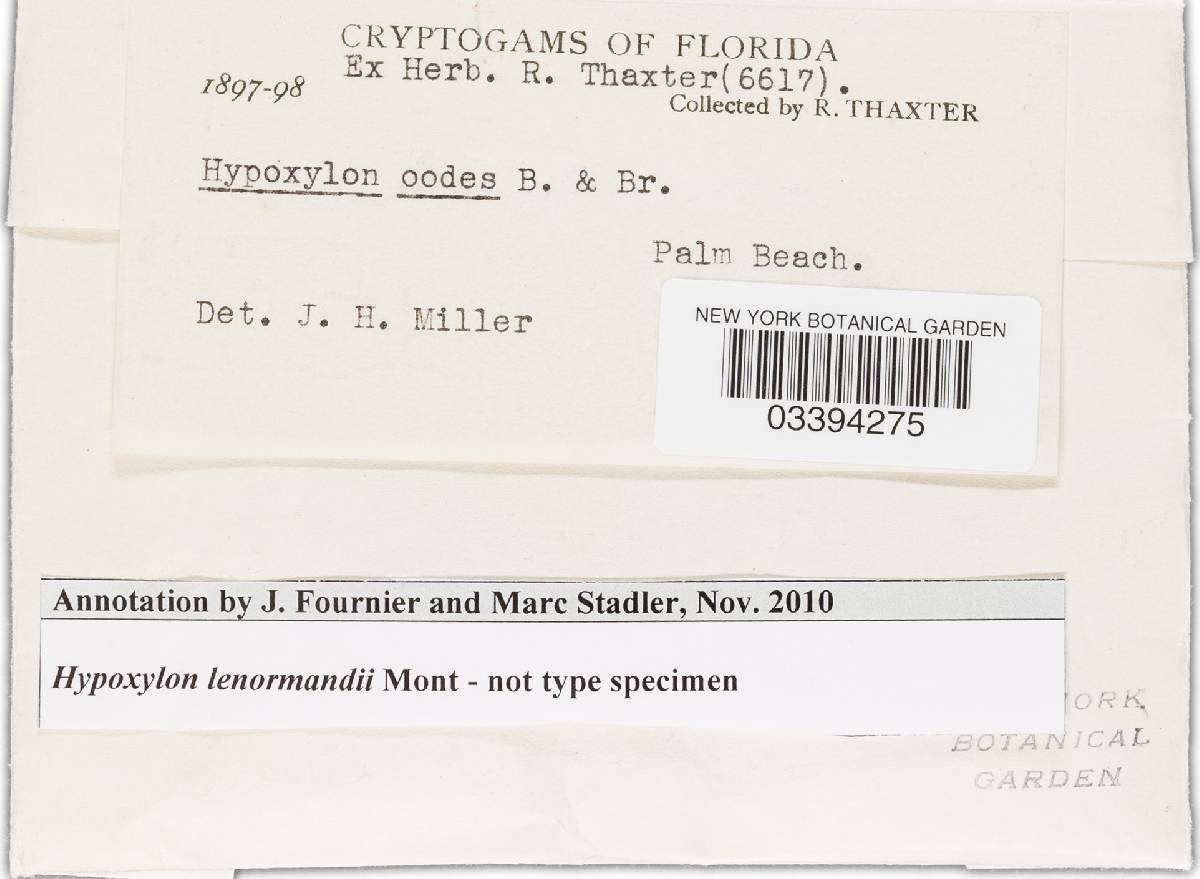 CRYPTOGAMS OF FLORIDA
Ex Herb. R. Thaxter(6617).
1897-98
Collected by R. THAXTER
Hypoxylon oodes B. & Br.
Palm Beach.
Det. J. H. Miller
NEW YORK BOTANICAL GARDEN
03394275
Annotation by J. Fournier and Marc Stadler, Nov. 2010
Hypoxylon lenormandii Mont - not type specimen
ORK
BOTANICAL
GARDEN